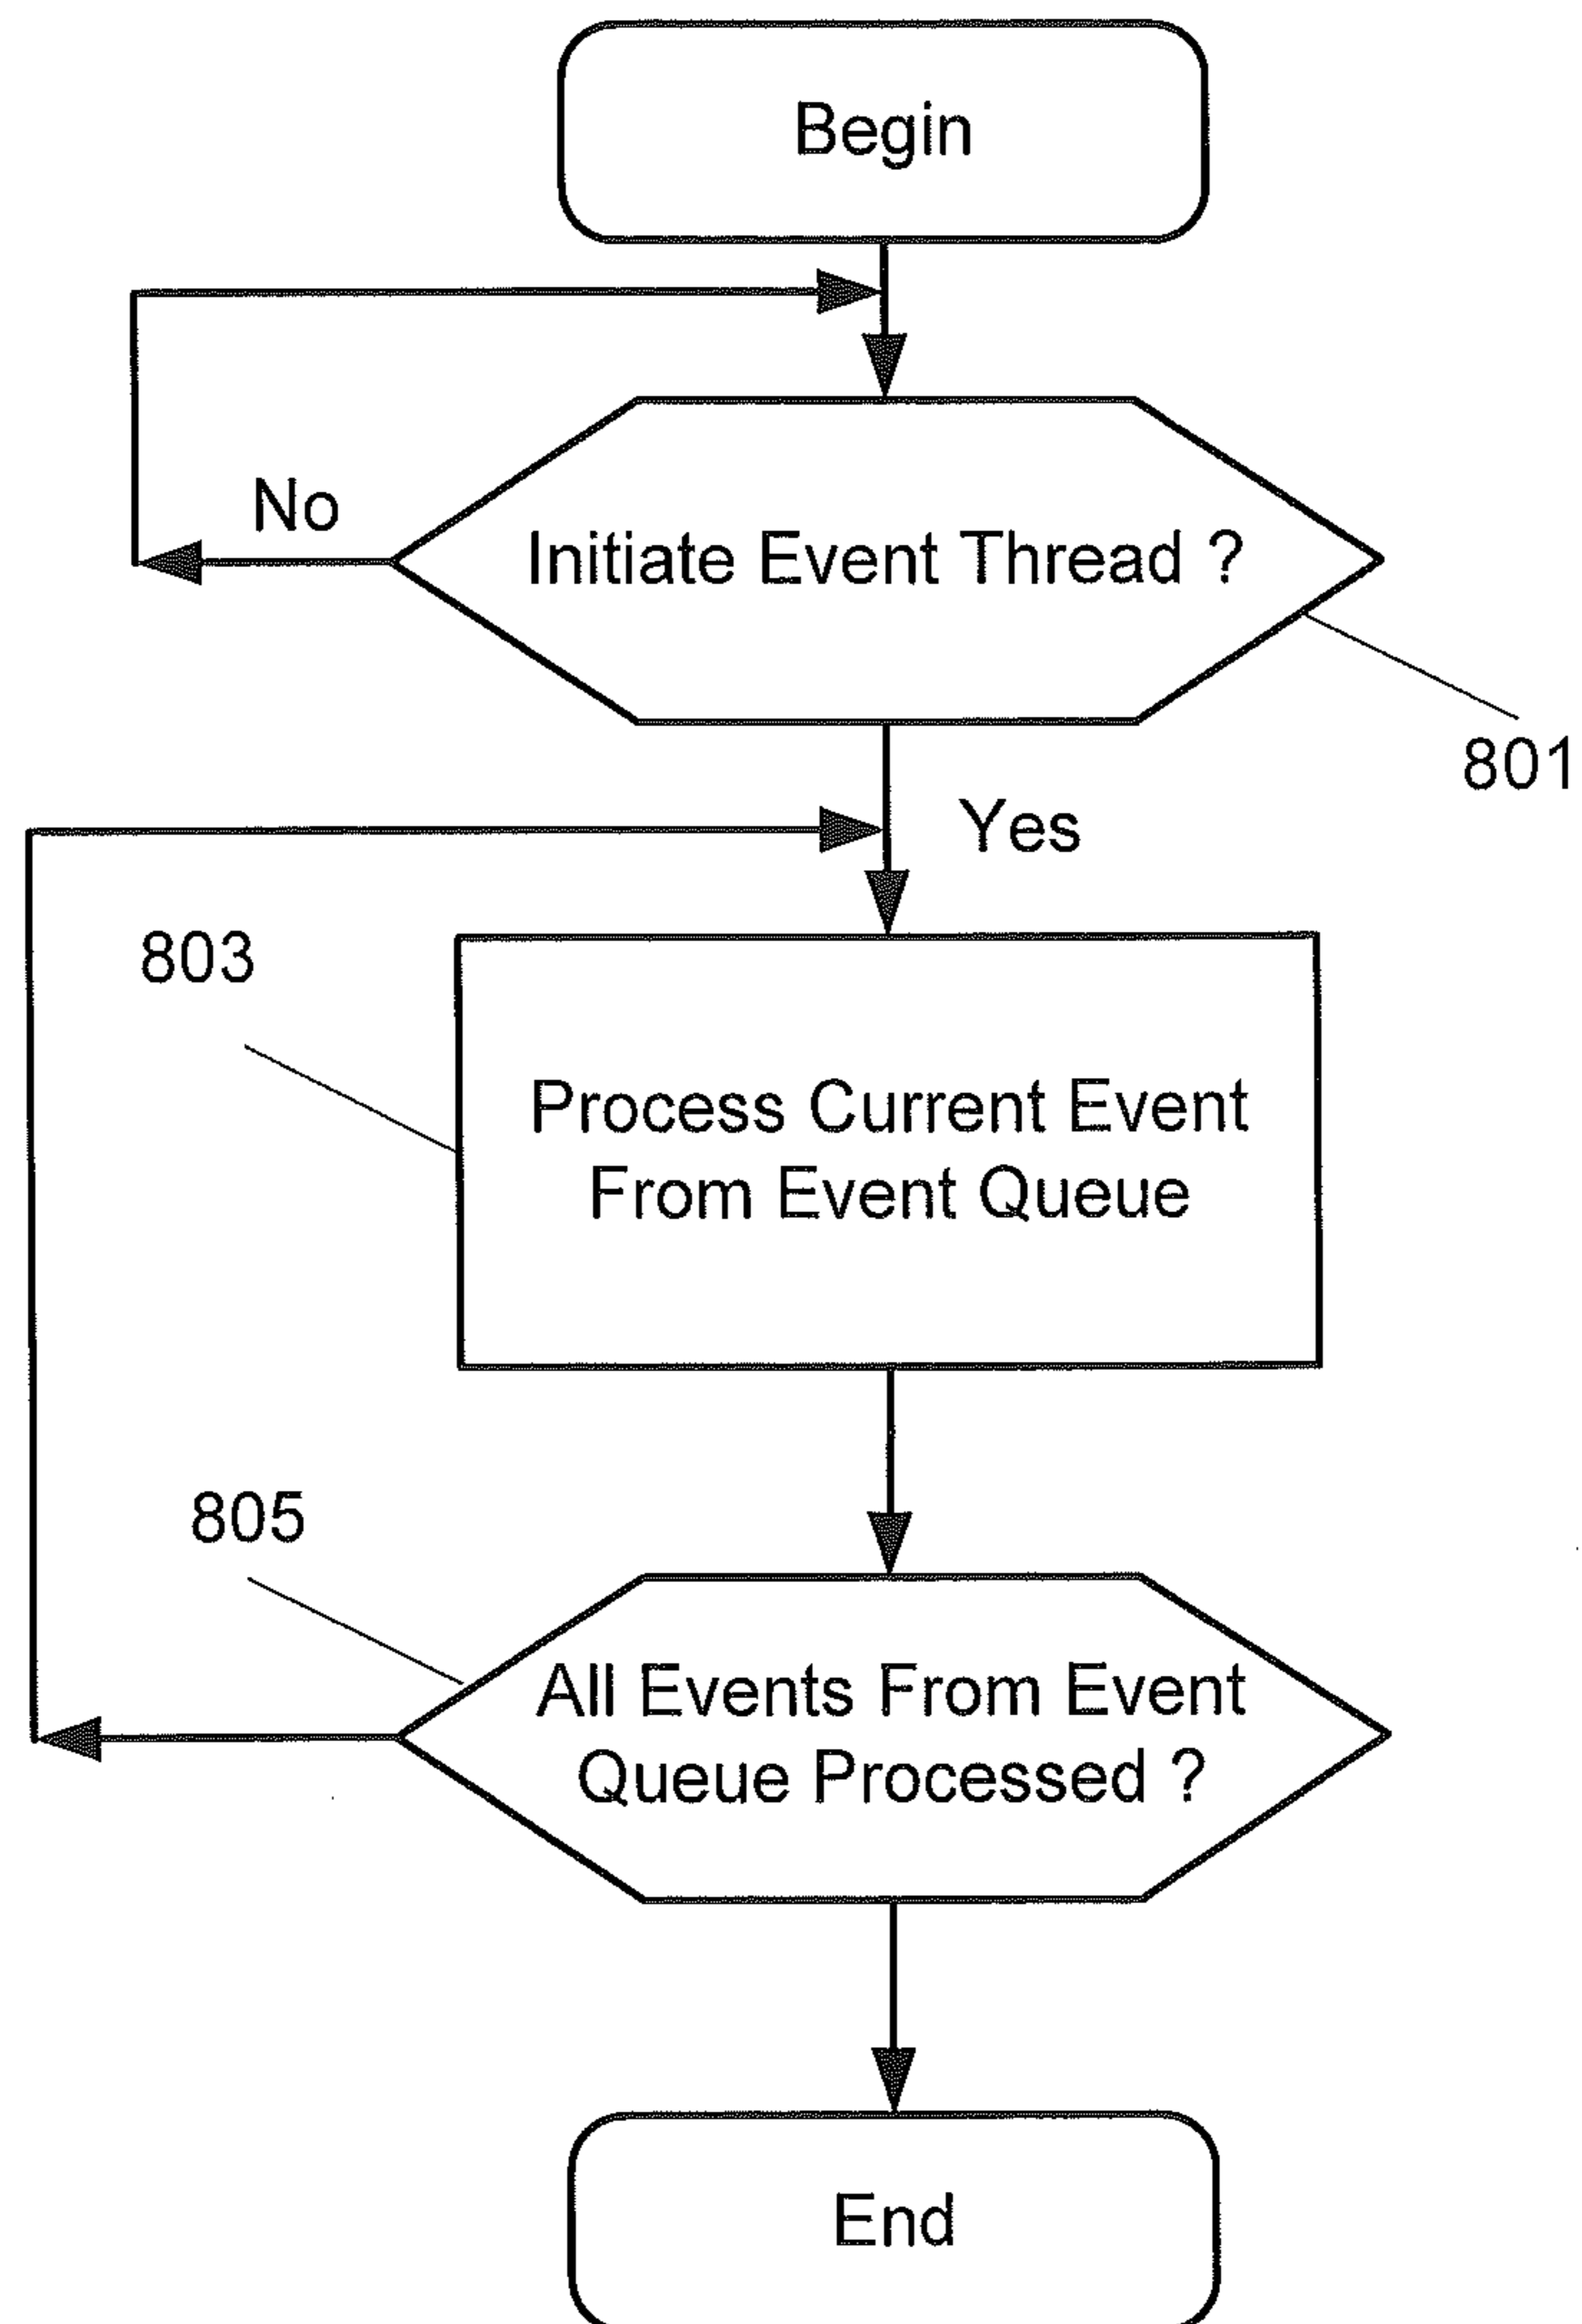 Begin
No
Initiate Event Thread ?
801
Yes
803
Process Current Event
From Event Queue
805
All Events From Event
Queue Processed ?
End